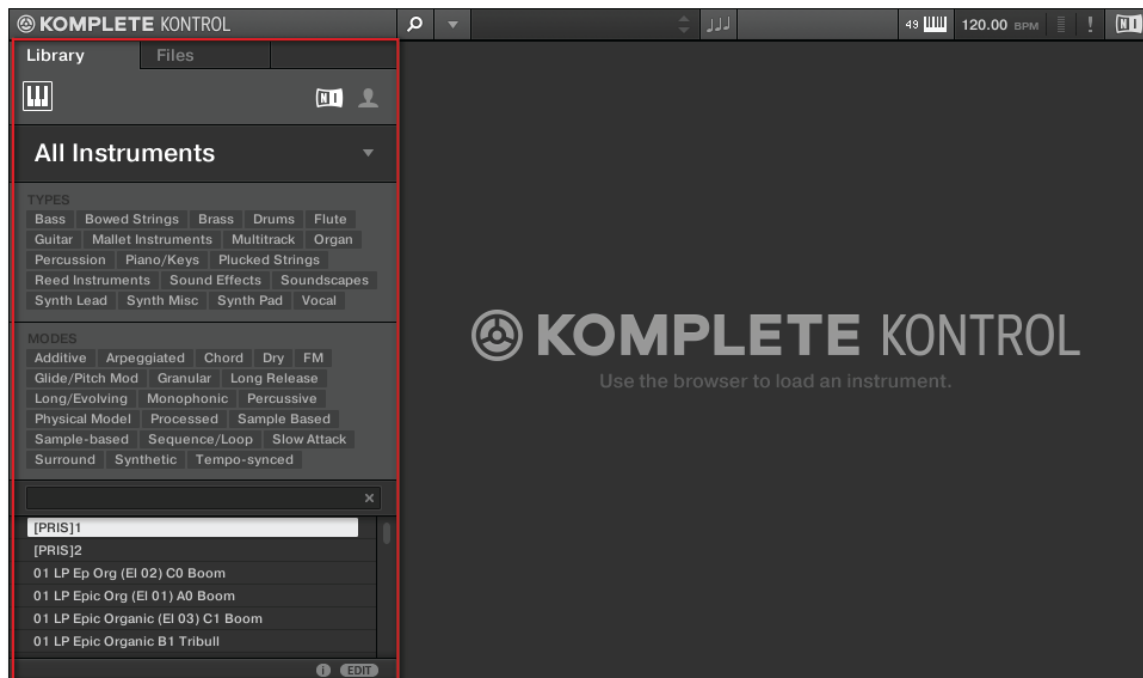 KOMPLETE KONTROL
49 120.00 BPM ! NI
Library Files
NI
All Instruments
TYPES
Bass Bowed Strings Brass Drums Flute
Guitar Mallet Instruments Multitrack Organ
Percussion Piano/Keys Plucked Strings
Reed Instruments Sound Effects Soundscapes
Synth Lead Synth Misc Synth Pad Vocal
MODES
Additive Arpeggiated Chord Dry FM
Glide/Pitch Mod Granular Long Release
Long/Evolving Monophonic Percussive
Physical Model Processed Sample Based
Sample-based Sequence/Loop Slow Attack
Surround Synthetic Tempo-synced
[PRIS]1
[PRIS]2
01 LP Ep Org (El 02) C0 Boom
01 LP Epic Org (El 01) A0 Boom
01 LP Epic Organic (El 03) C1 Boom
01 LP Epic Organic B1 Tribull
i EDIT
KOMPLETE KONTROL
Use the browser to load an instrument.